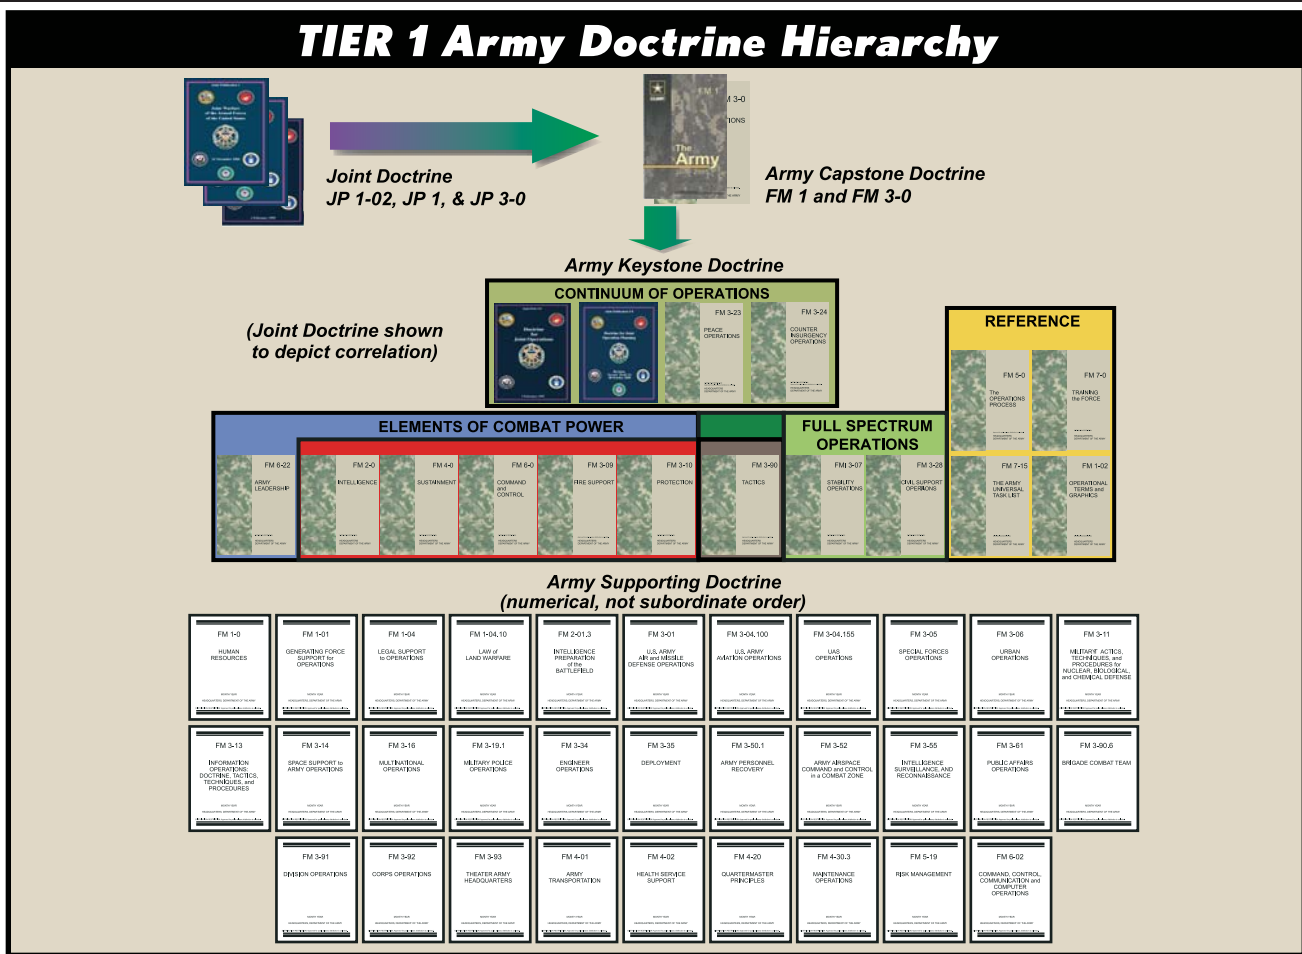 TIER 1 Army Doctrine Hierarchy
Joint Doctrine
JP 1-02, JP 1, & JP 3-0
FM 1
The
Army
Army Capstone Doctrine
FM 1 and FM 3-0
Army Keystone Doctrine
(Joint Doctrine shown
to depict correlation)
CONTINUUM OF OPERATIONS
Doctrine
for
Joint Operations
FM 3-23
PEACE
OPERATIONS
FM 3-24
COUNTER
INSURGENCY
OPERATIONS
REFERENCE
FM 5-0
The
OPERATIONS
PROCESS
FM 7-0
TRAINING
the FORCE
FM 7-15
THE ARMY
UNIVERSAL
TASK LIST
FM 1-02
OPERATIONAL
TERMS and
GRAPHICS
ELEMENTS OF COMBAT POWER
FM 6-22
ARMY
LEADERSHIP
FM 2-0
INTELLIGENCE
FM 4-0
SUSTAINMENT
FM 6-0
COMMAND
and
CONTROL
FM 3-09
FIRE SUPPORT
FM 3-10
PROTECTION
FM 3-90
TACTICS
FULL SPECTRUM
OPERATIONS
FMI 3-07
STABILITY
OPERATIONS
FM 3-28
CIVIL SUPPORT
OPERTIONS
Army Supporting Doctrine
(numerical, not subordinate order)
FM 1-0
HUMAN
RESOURCES
FM 1-01
GENERATING FORCE
SUPPORT for
OPERATIONS
FM 1-04
LEGAL SUPPORT
to OPERATIONS
FM 1-04.10
LAW of
LAND WARFARE
FM 2-01.3
INTELLIGENCE
PREPARATION
of the
BATTLEFIELD
FM 3-01
U.S. ARMY
AIR and MISSILE
DEFENSE OPERATIONS
FM 3-04.100
U.S. ARMY
AVIATION OPERATIONS
FM 3-04.155
UAS
OPERATIONS
FM 3-05
SPECIAL FORCES
OPERATIONS
FM 3-06
URBAN
OPERATIONS
FM 3-11
TECHNIQUES, and
PROCEDURES for
NUCLEAR, BIOLOGICAL,
and CHEMICAL DEFENSE
FM 3-13
INFORMATION
OPERATIONS:
DOCTRINE, TACTICS,
TECHNIQUES, and
PROCEDURES
FM 3-14
SPACE SUPPORT to
ARMY OPERATIONS
FM 3-16
MULTINATIONAL
OPERATIONS
FM 3-19.1
MILITARY POLICE
OPERATIONS
FM 3-34
ENGINEER
OPERATIONS
FM 3-35
DEPLOYMENT
FM 3-50.1
ARMY PERSONNEL
RECOVERY
FM 3-52
ARMY AIRSPACE
COMMAND and CONTROL
in a COMBAT ZONE
FM 3-55
INTELLIGENCE
SURVEILLANCE, AND
RECONNAISSANCE
FM 3-61
PUBLIC AFFAIRS
OPERATIONS
FM 3-90.6
BRIGADE COMBAT TEAM
FM 3-91
DIVISION OPERATIONS
FM 3-92
CORPS OPERATIONS
FM 3-93
THEATER ARMY
HEADQUARTERS
FM 4-01
ARMY
TRANSPORTATION
FM 4-02
HEALTH SERVICE
SUPPORT
FM 4-20
QUARTERMASTER
PRINCIPLES
FM 4-30.3
MAINTENANCE
OPERATIONS
FM 5-19
RISK MANAGEMENT
FM 6-02
COMMAND, CONTROL,
COMMUNICATION and
COMPUTER
OPERATIONS